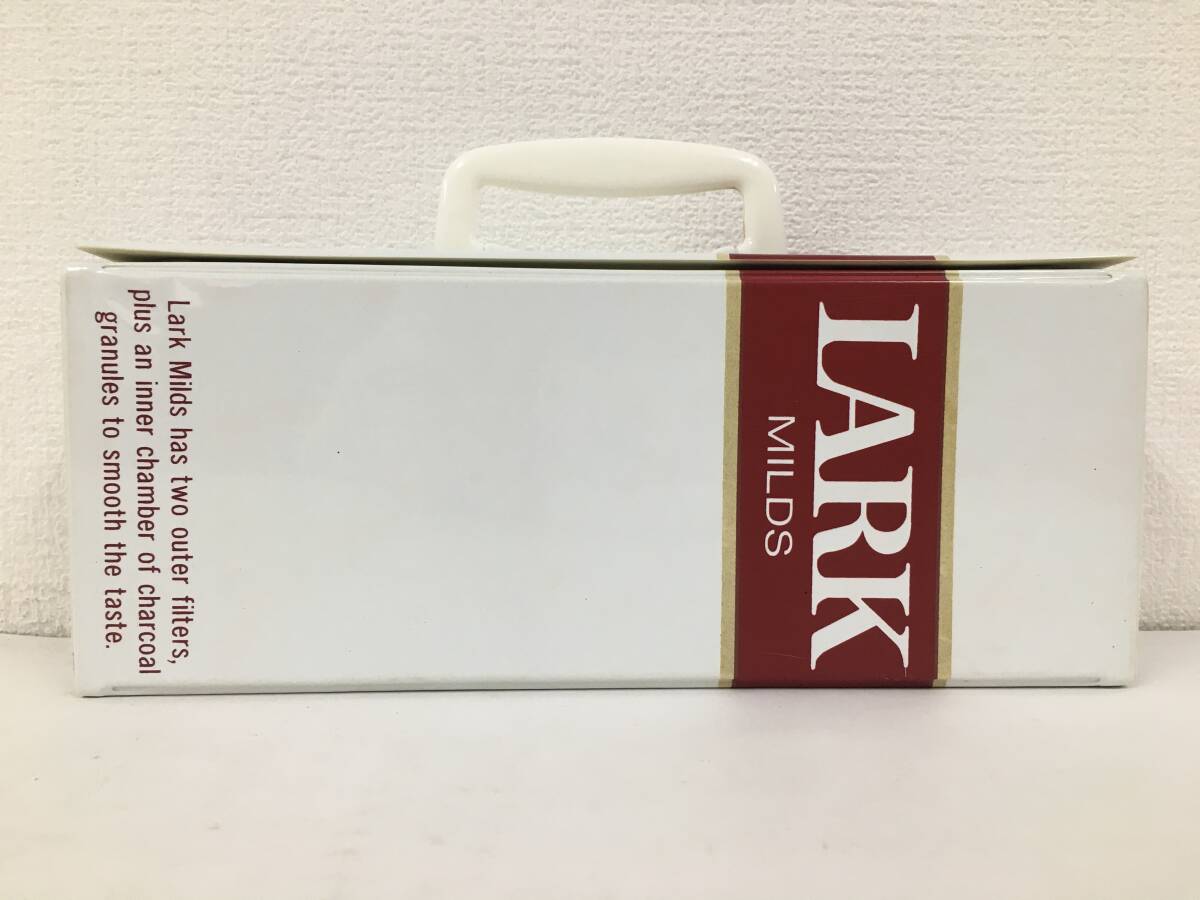 LARK
MILDS
Lark Milds has two outer filters,
plus an inner chamber of charcoal
granules to smooth the taste.